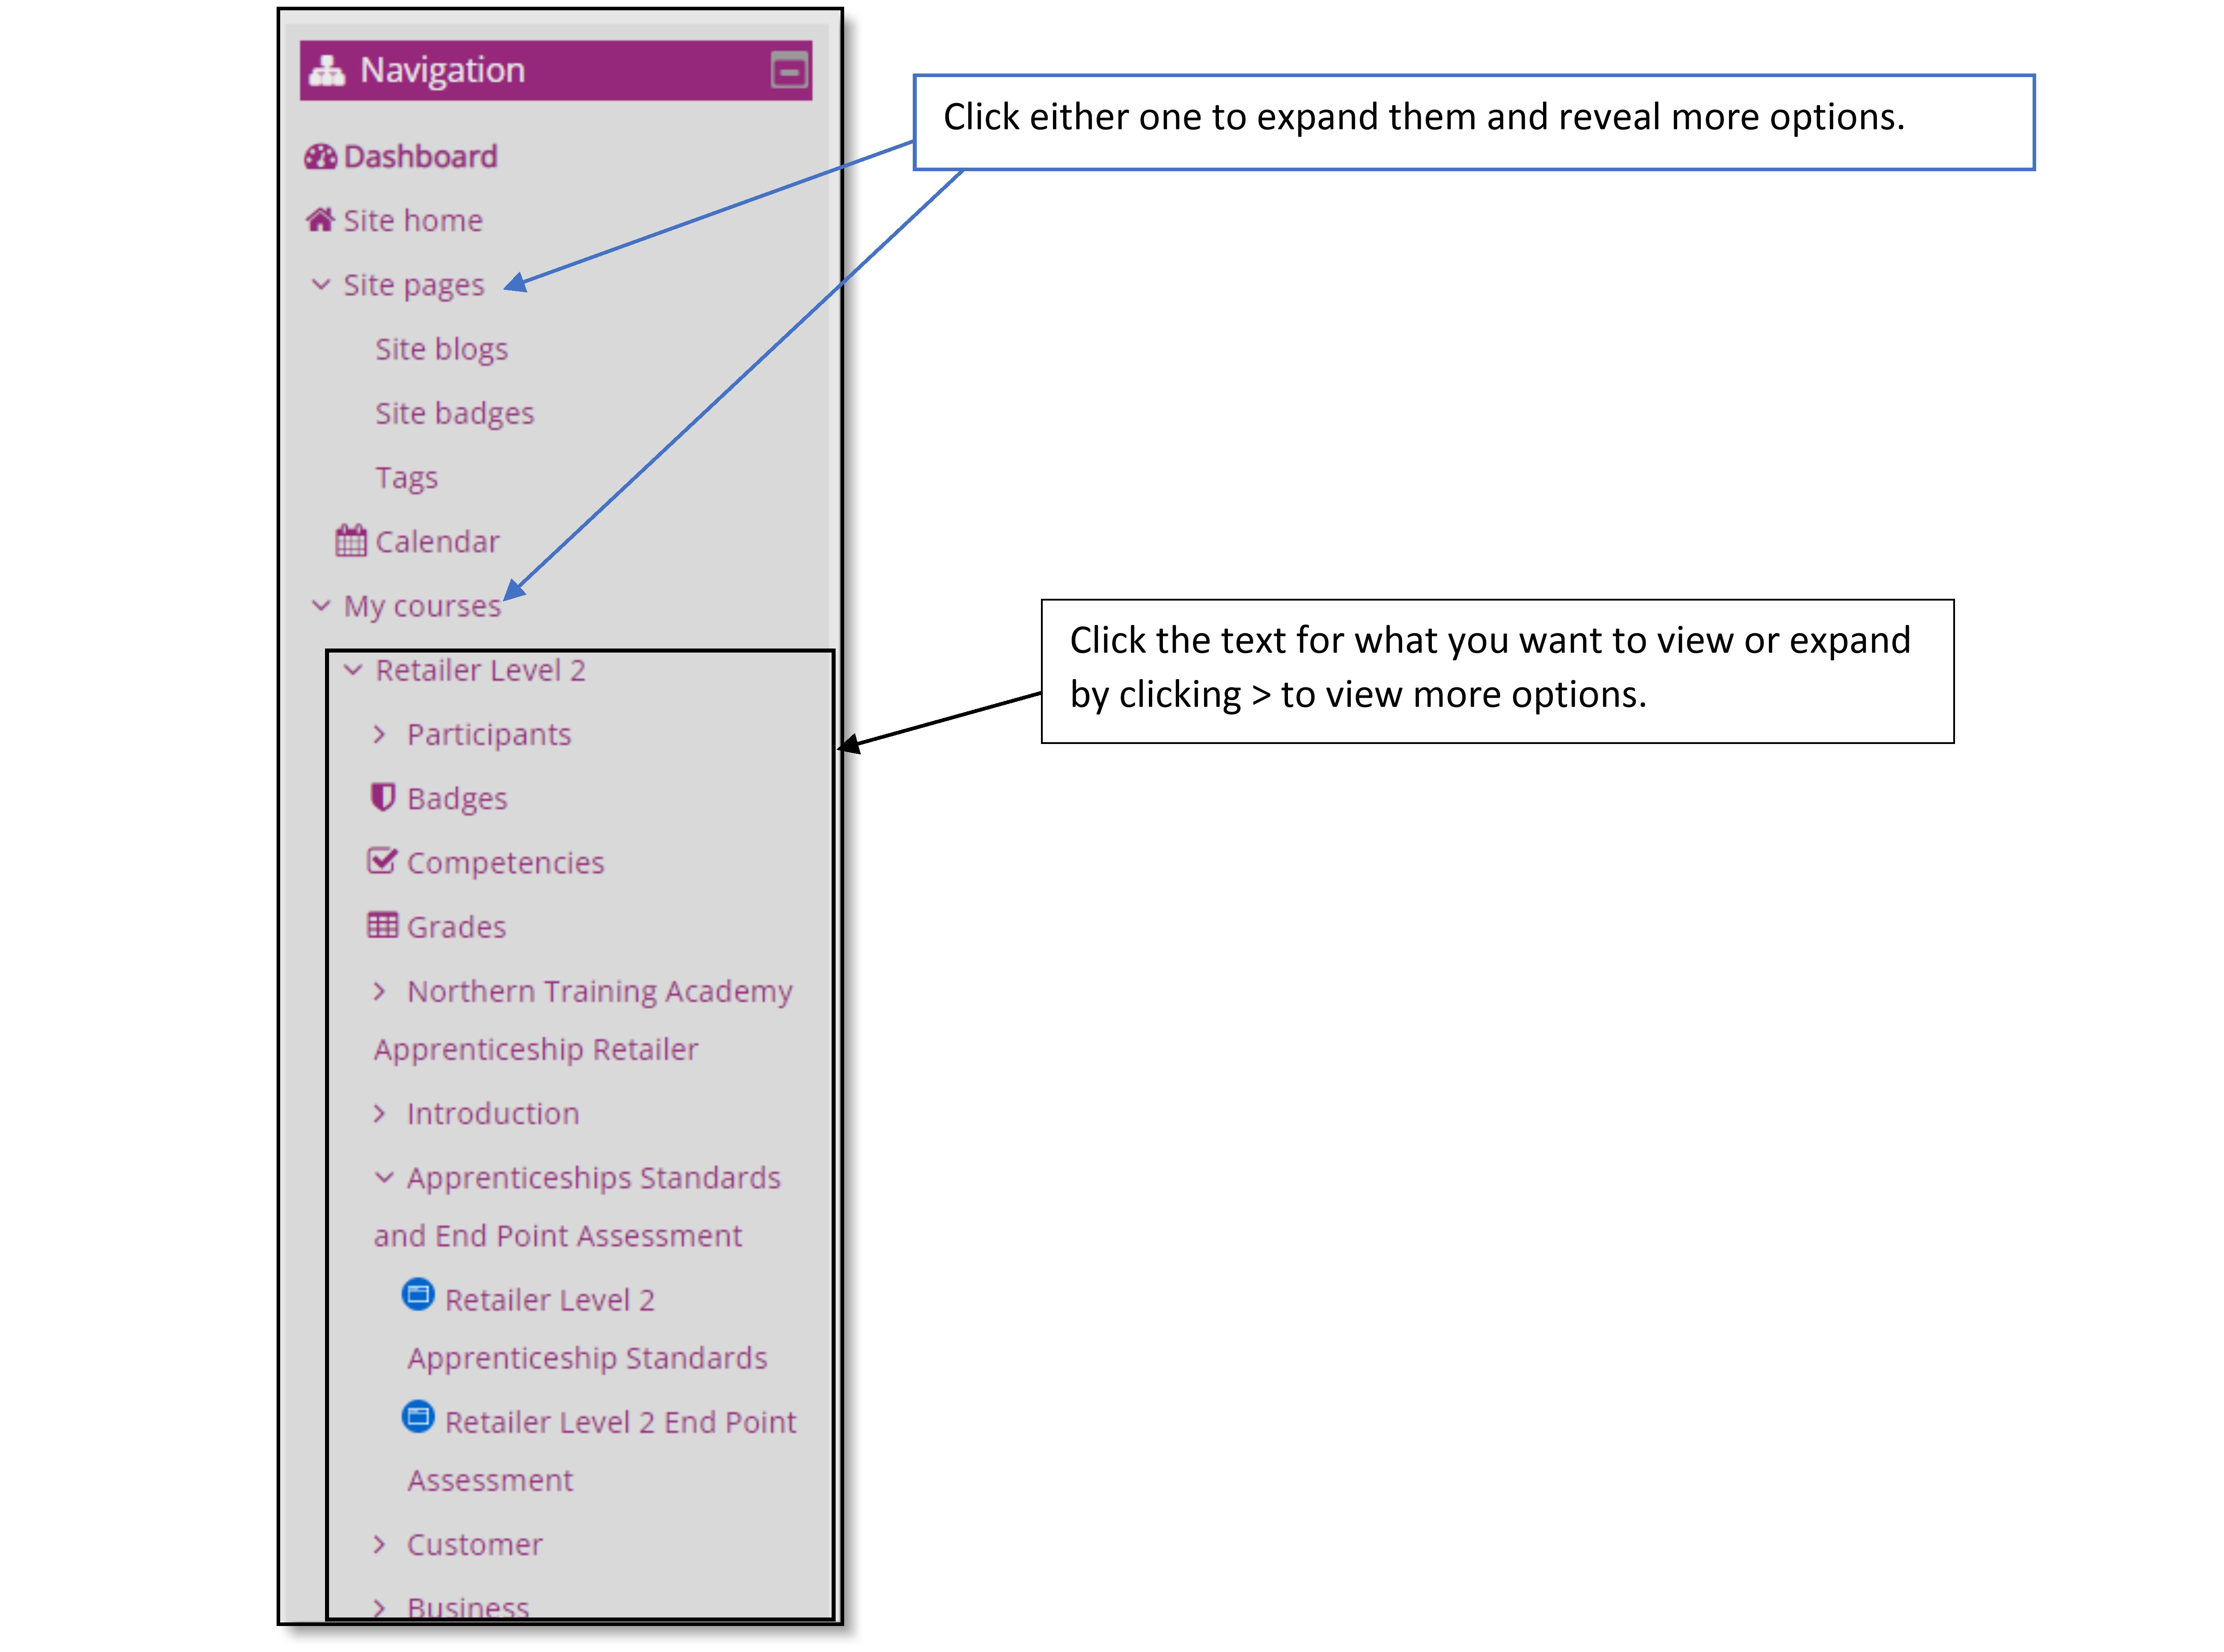 Navigation
Click either one to expand them and reveal more options.
Dashboard
Site home
Site pages
Site blogs
Site badges
Tags
Calendar
My courses
Click the text for what you want to view or expand
by clicking > to view more options.
Retailer Level 2
> Participants
Badges
Competencies
Grades
> Northern Training Academy
Apprenticeship Retailer
> Introduction
Apprenticeships Standards
and End Point Assessment
Retailer Level 2
Apprenticeship Standards
Retailer Level 2 End Point
Assessment
> Customer
> Business